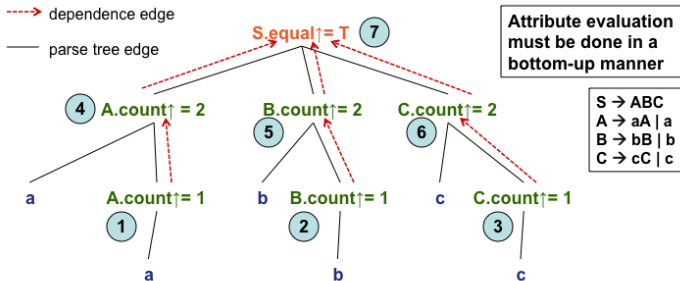 dependence edge
parse tree edge
S.equal↑= T
7
Attribute evaluation
must be done in a
bottom-up manner
4
A.count↑ = 2
B.count↑= 2
C.count↑= 2
5
6
S → ABC
A → aA | a
B → bB | b
C → cC | c
a
A.count↑= 1
b
B.count↑= 1
c
C.count↑= 1
1
2
3
a
b
c